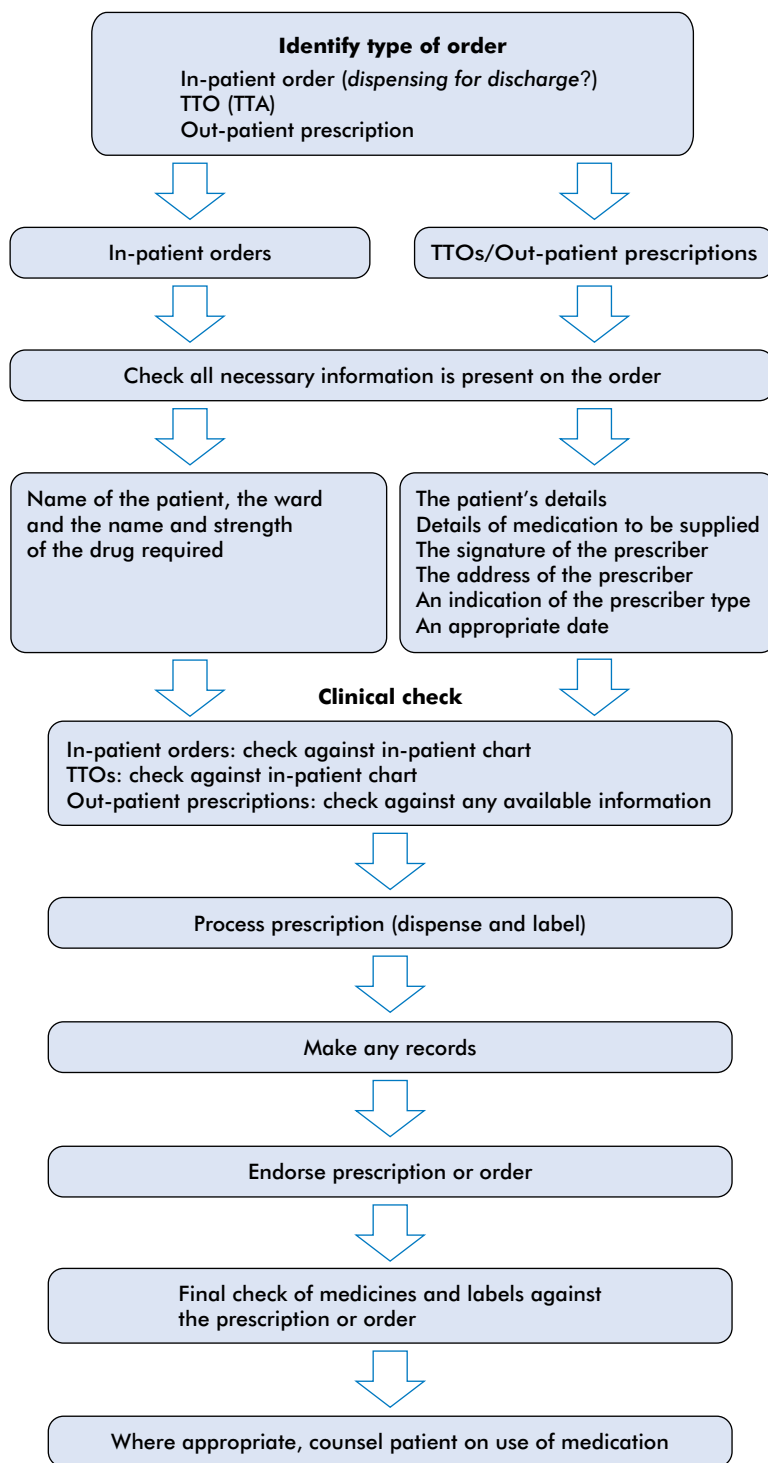 Identify type of order
In-patient order (dispensing for discharge?)
TTO (TTA)
Out-patient prescription
In-patient orders
TTOs/Out-patient prescriptions
Check all necessary information is present on the order
Name of the patient, the ward
and the name and strength
of the drug required
The patient's details
Details of medication to be supplied
The signature of the prescriber
The address of the prescriber
An indication of the prescriber type
An appropriate date
Clinical check
In-patient orders: check against in-patient chart
TTOs: check against in-patient chart
Out-patient prescriptions: check against any available information
Process prescription (dispense and label)
Make any records
Endorse prescription or order
Final check of medicines and labels against
the prescription or order
Where appropriate, counsel patient on use of medication